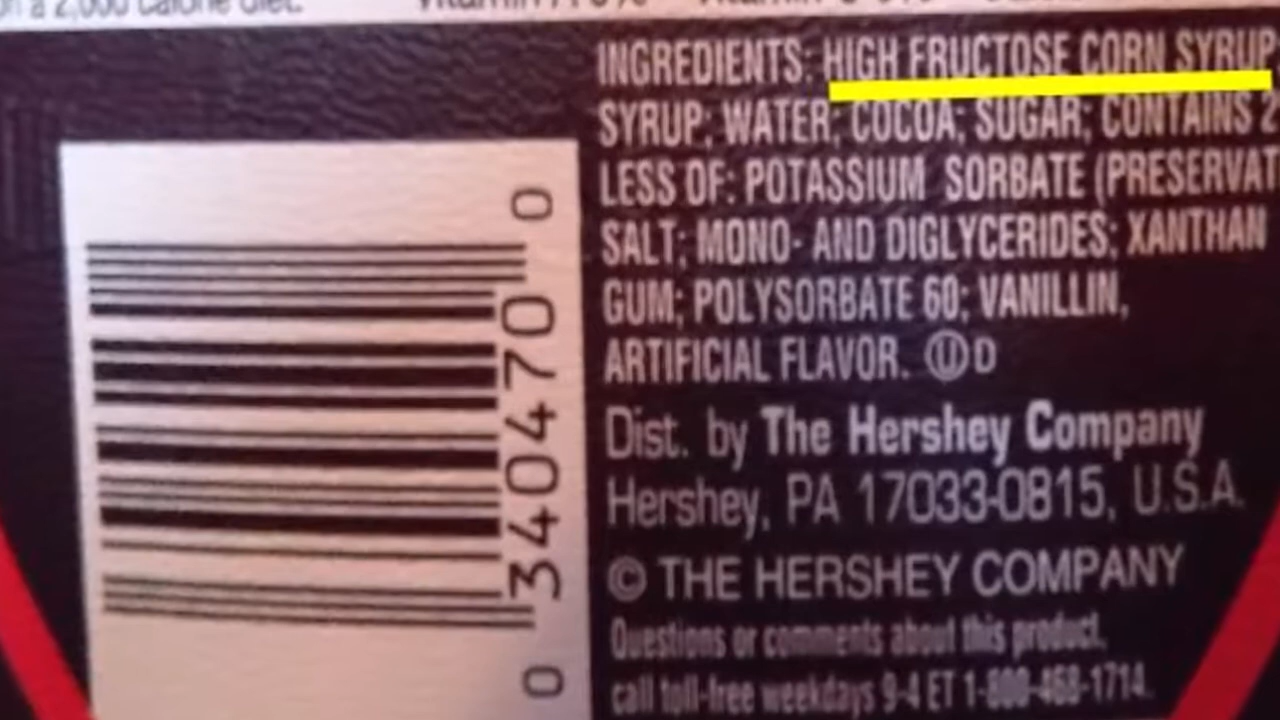 on a 2,000 calorie diet.
INGREDIENTS: HIGH FRUCTOSE CORN SYRUP;
SYRUP; WATER; COCOA; SUGAR; CONTAINS 2
LESS OF: POTASSIUM SORBATE (PRESERVAT
SALT; MONO- AND DIGLYCERIDES; XANTHAN
GUM; POLYSORBATE 60; VANILLIN,
ARTIFICIAL FLAVOR. Ⓤ D
Dist. by The Hershey Company
Hershey, PA 17033-0815, U.S.A.
© THE HERSHEY COMPANY
Questions or comments about this product,
call toll-free weekdays 9-4 ET 1-800-468-1714.
0 340470 0